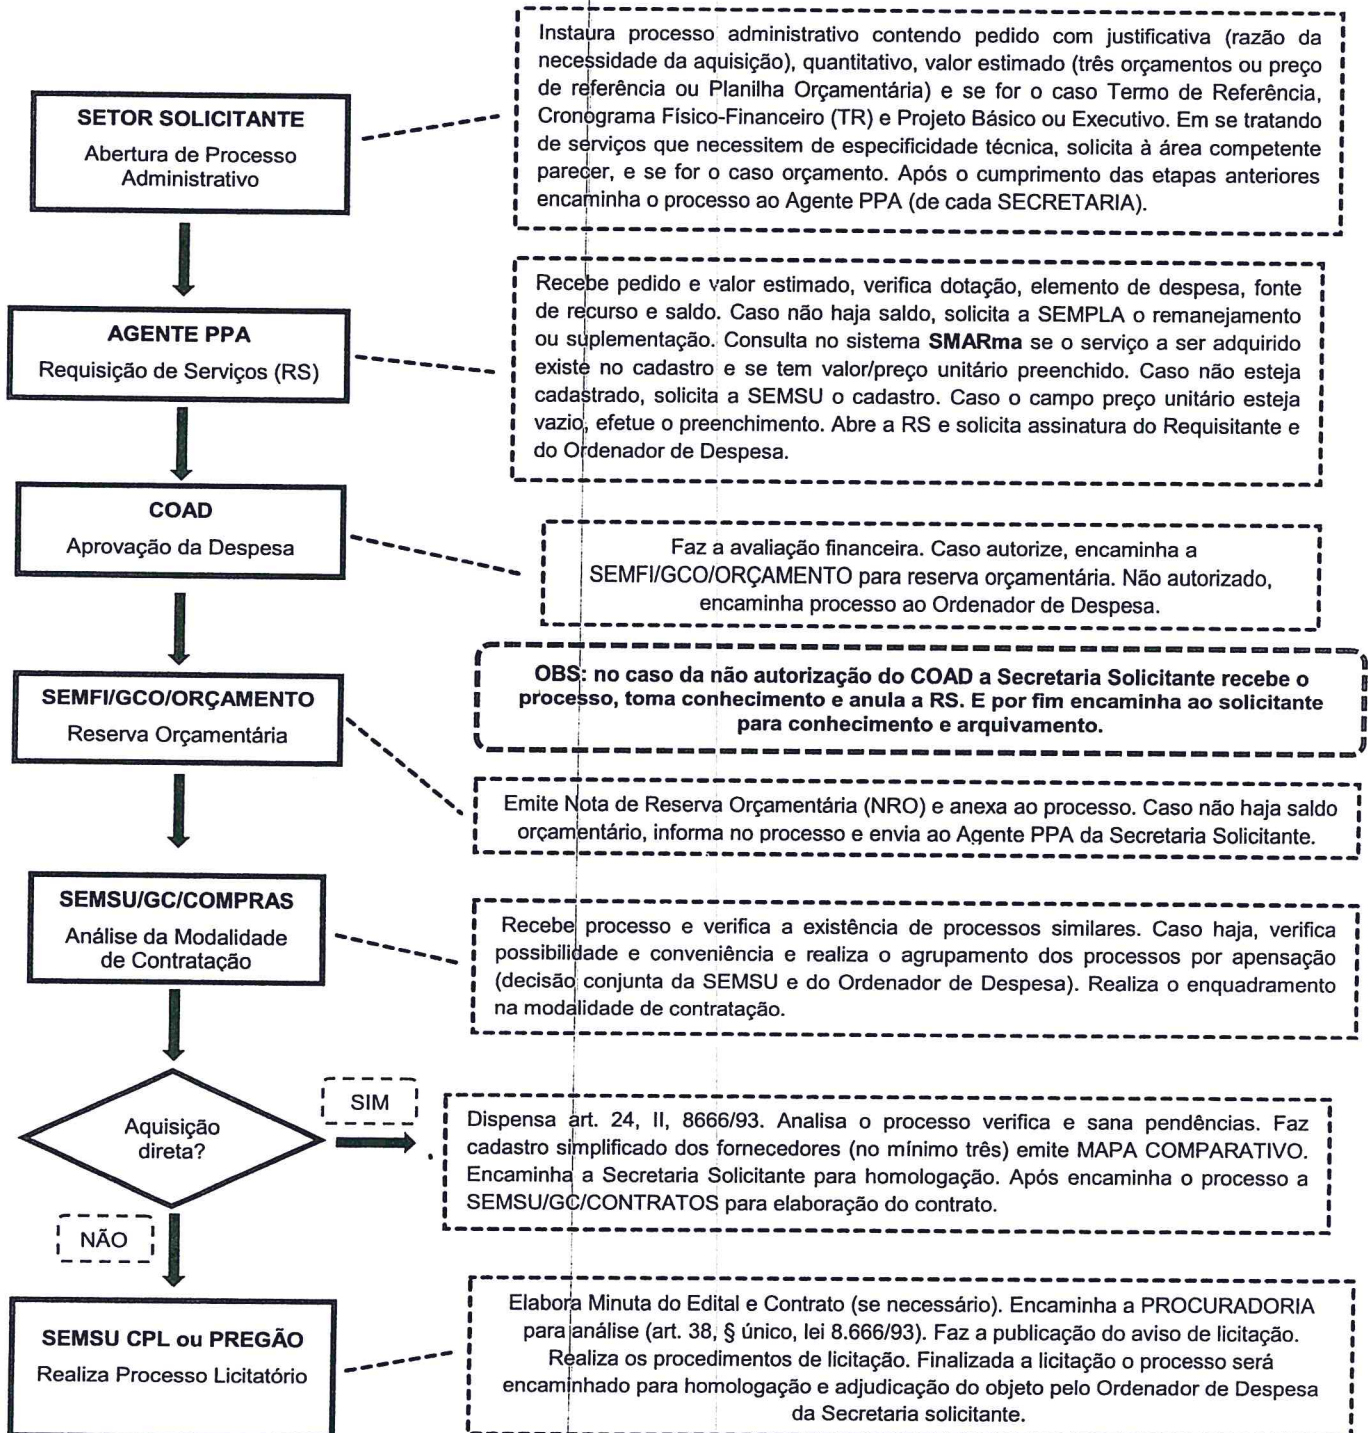 SETOR SOLICITANTE
Abertura de Processo
Administrativo
Instaura processo administrativo contendo pedido com justificativa (razão da
necessidade da aquisição), quantitativo, valor estimado (três orçamentos ou preço
de referência ou Planilha Orçamentária) e se for o caso Termo de Referência,
Cronograma Físico-Financeiro (TR) e Projeto Básico ou Executivo. Em se tratando
de serviços que necessitem de especificidade técnica, solicita à área competente
parecer, e se for o caso orçamento. Após o cumprimento das etapas anteriores
encaminha o processo ao Agente PPA (de cada SECRETARIA).
AGENTE PPA
Requisição de Serviços (RS)
Recebe pedido e valor estimado, verifica dotação, elemento de despesa, fonte
de recurso e saldo. Caso não haja saldo, solicita a SEMPLA o remanejamento
ou suplementação. Consulta no sistema SMARma se o serviço a ser adquirido
existe no cadastro e se tem valor/preço unitário preenchido. Caso não esteja
cadastrado, solicita a SEMSU o cadastro. Caso o campo preço unitário esteja
vazio, efetue o preenchimento. Abre a RS e solicita assinatura do Requisitante e
do Ordenador de Despesa.
COAD
Aprovação da Despesa
Faz a avaliação financeira. Caso autorize, encaminha a
SEMFI/GCO/ORÇAMENTO para reserva orçamentária. Não autorizado,
encaminha processo ao Ordenador de Despesa.
OBS: no caso da não autorização do COAD a Secretaria Solicitante recebe o
processo, toma conhecimento e anula a RS. E por fim encaminha ao solicitante
para conhecimento e arquivamento.
SEMFI/GCO/ORÇAMENTO
Reserva Orçamentária
Emite Nota de Reserva Orçamentária (NRO) e anexa ao processo. Caso não haja saldo
orçamentário, informa no processo e envia ao Agente PPA da Secretaria Solicitante.
SEMSU/GC/COMPRAS
Análise da Modalidade
de Contratação
Recebe processo e verifica a existência de processos similares. Caso haja, verifica
possibilidade e conveniência e realiza o agrupamento dos processos por apensação
(decisão conjunta da SEMSU e do Ordenador de Despesa). Realiza o enquadramento
na modalidade de contratação.
Aquisição
direta?
SIM
Dispensa art. 24, II, 8666/93. Analisa o processo verifica e sana pendências. Faz
cadastro simplificado dos fornecedores (no mínimo três) emite MAPA COMPARATIVO.
Encaminha a Secretaria Solicitante para homologação. Após encaminha o processo a
SEMSU/GC/CONTRATOS para elaboração do contrato.
NÃO
SEMSU CPL ou PREGÃO
Realiza Processo Licitatório
Elabora Minuta do Edital e Contrato (se necessário). Encaminha a PROCURADORIA
para análise (art. 38, § único, lei 8.666/93). Faz a publicação do aviso de licitação.
Realiza os procedimentos de licitação. Finalizada a licitação o processo será
encaminhado para homologação e adjudicação do objeto pelo Ordenador de Despesa
da Secretaria solicitante.